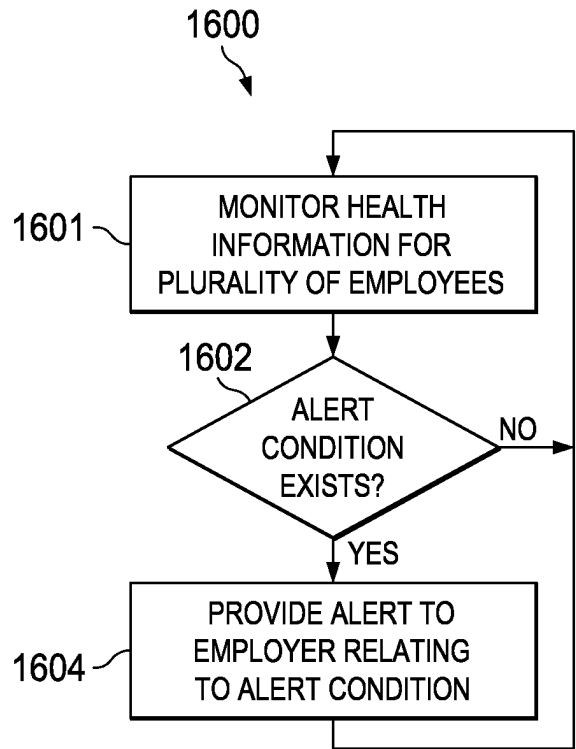 1600
1601
MONITOR HEALTH
INFORMATION FOR
PLURALITY OF EMPLOYEES
1602
ALERT
CONDITION
EXISTS?
NO
YES
1604
PROVIDE ALERT TO
EMPLOYER RELATING
TO ALERT CONDITION